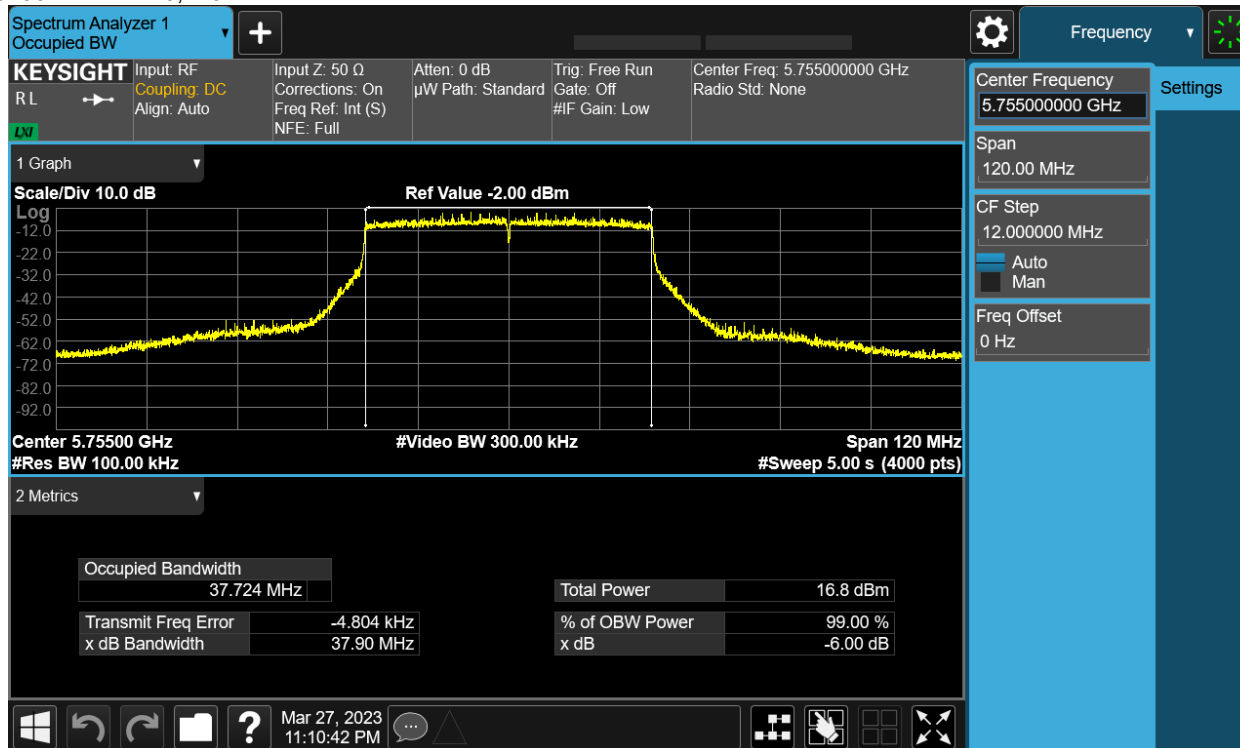 Spectrum Analyzer 1
Occupied BW
+
Frequency
KEYSIGHT
R L
LXI
Input: RF
Coupling: DC
Align: Auto
Input Z: 50 Ω
Corrections: On
Freq Ref: Int (S)
NFE: Full
Atten: 0 dB
µW Path: Standard
Trig: Free Run
Gate: Off
#IF Gain: Low
Center Freq: 5.755000000 GHz
Radio Std: None
Center Frequency
5.755000000 GHz
Settings
Span
120.00 MHz
CF Step
12.000000 MHz
Auto
Man
Freq Offset
0 Hz
1 Graph
Scale/Div 10.0 dB
Ref Value -2.00 dBm
Log
-12.0
-22.0
-32.0
-42.0
-52.0
-62.0
-72.0
-82.0
-92.0
Center 5.75500 GHz
#Video BW 300.00 kHz
Span 120 MHz
#Res BW 100.00 kHz
#Sweep 5.00 s (4000 pts)
2 Metrics
Occupied Bandwidth
37.724 MHz
Total Power 16.8 dBm
Transmit Freq Error -4.804 kHz
% of OBW Power 99.00 %
x dB Bandwidth 37.90 MHz
x dB -6.00 dB
?
Mar 27, 2023
11:10:42 PM